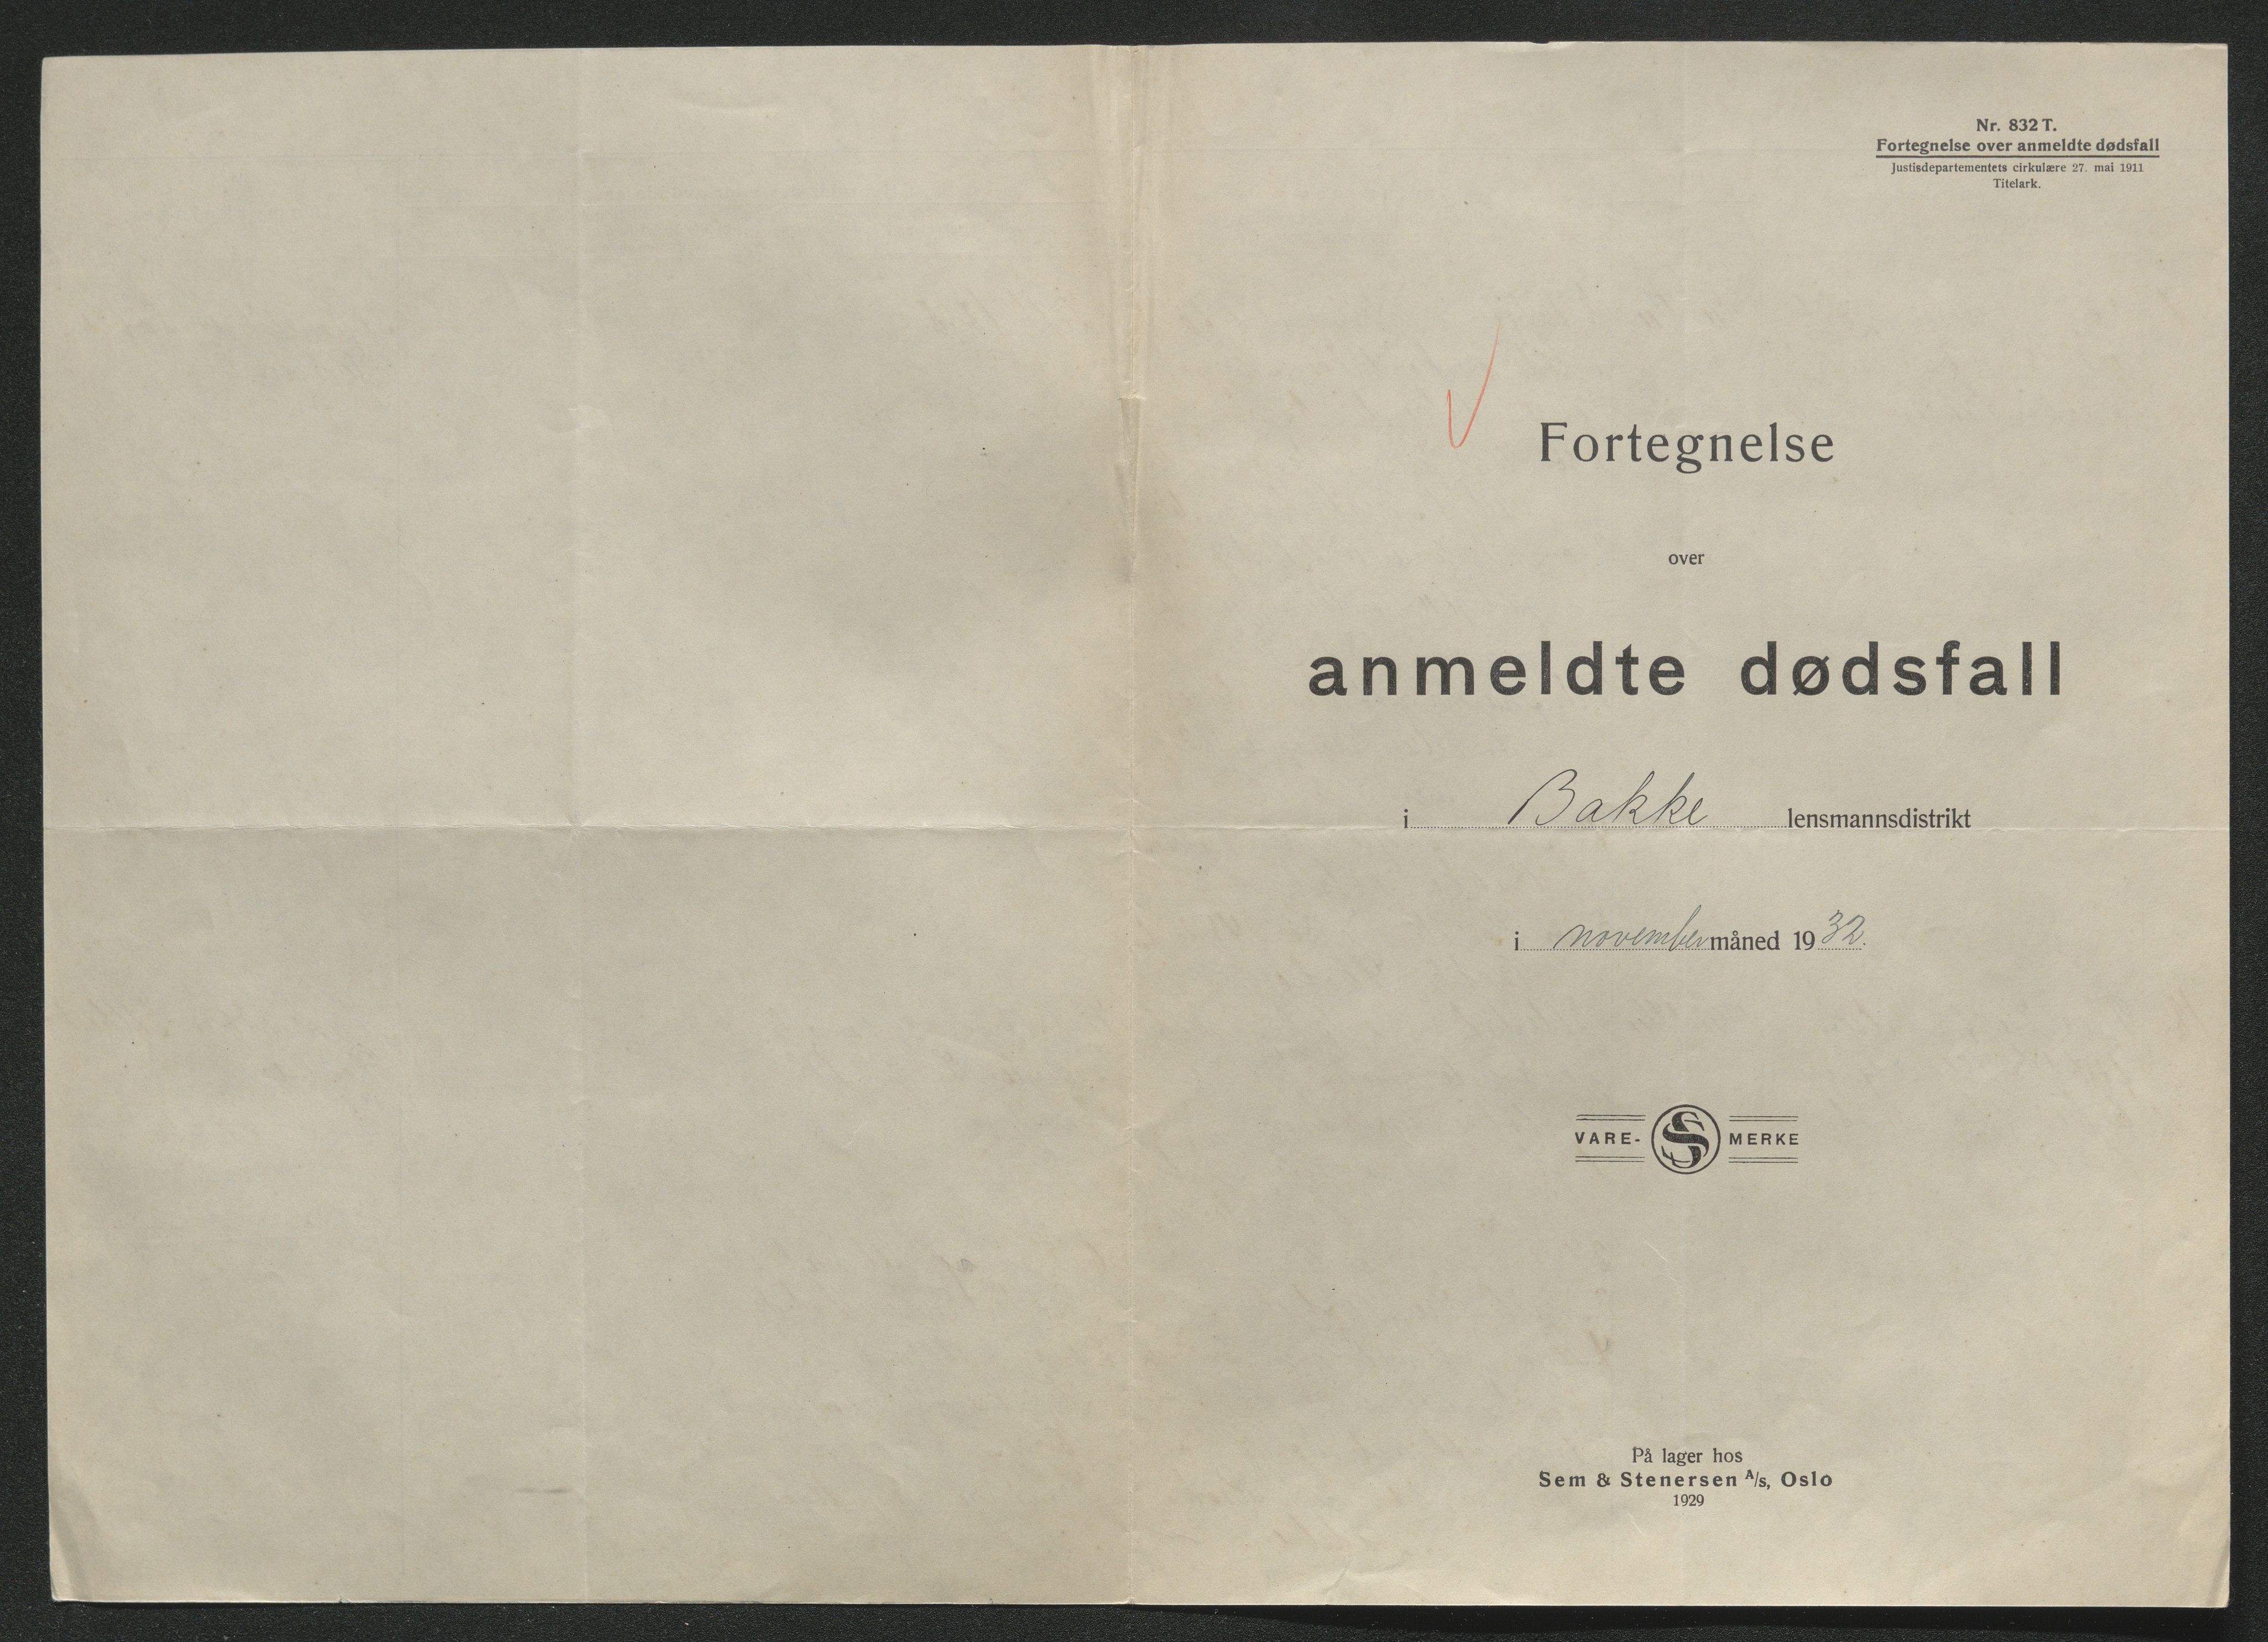 Nr. 832 T.
Fortegnelse over anmeldte dødsfall
Justisdepartementets cirkulære 27. mai 1911
Titelark.
Fortegnelse
over
anmeldte dødsfall
i Bakke lensmannsdistrikt
i november måned 1932.
VARE- SS MERKE
På lager hos
Sem & Stenersen A/s, Oslo
1929